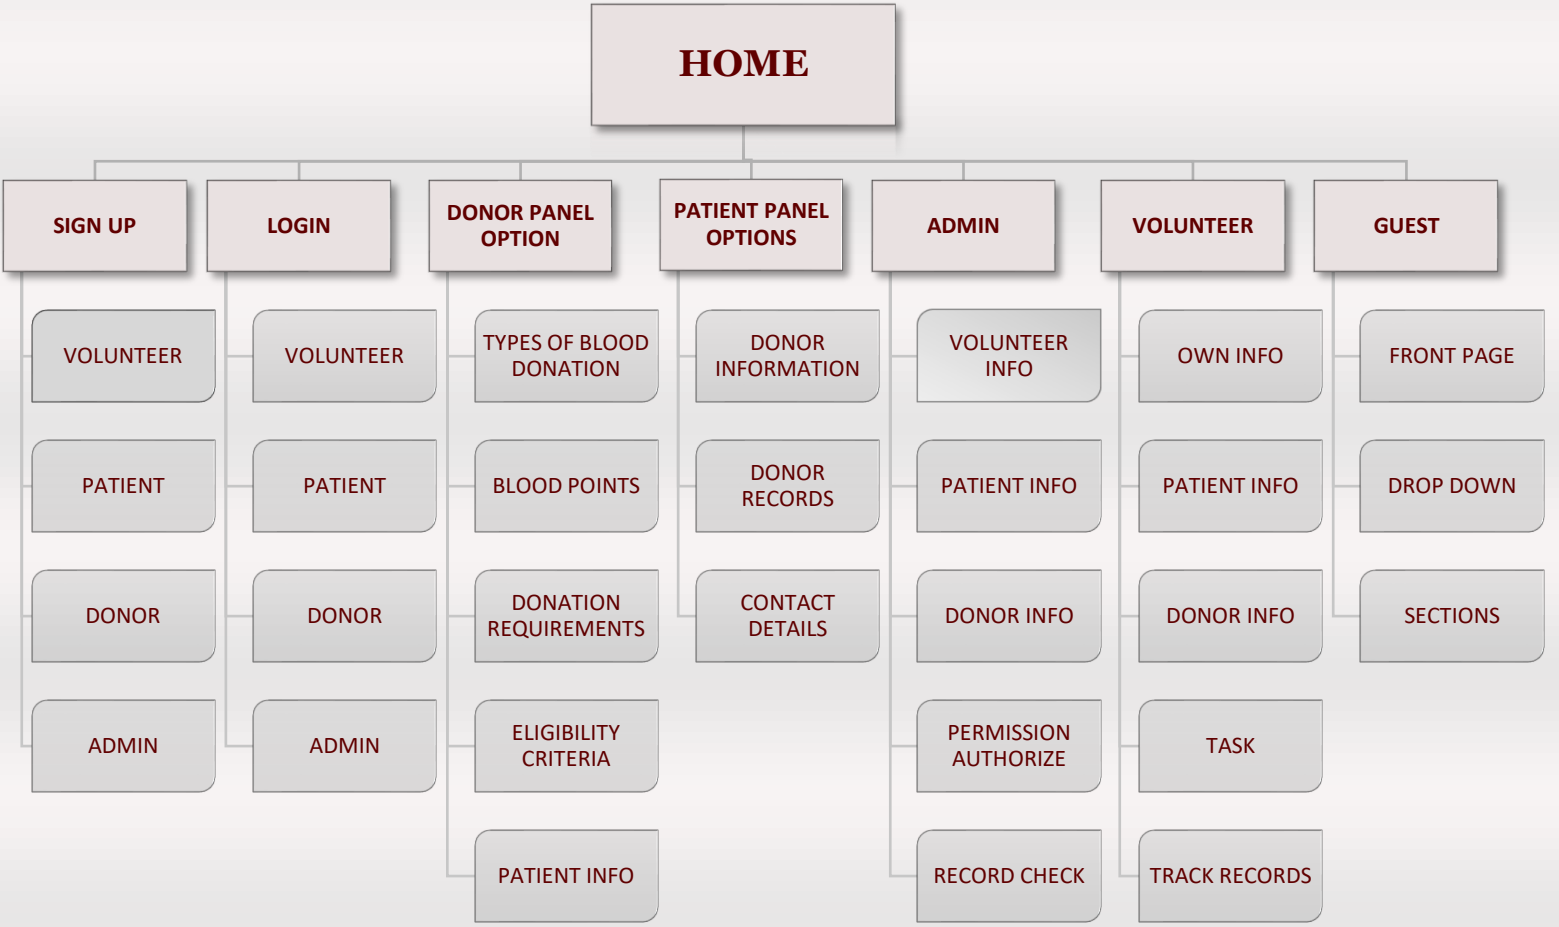 HOME
SIGN UP
LOGIN
DONOR PANEL
OPTION
PATIENT PANEL
OPTIONS
ADMIN
VOLUNTEER
GUEST
VOLUNTEER
PATIENT
DONOR
ADMIN
VOLUNTEER
PATIENT
DONOR
ADMIN
TYPES OF BLOOD
DONATION
BLOOD POINTS
DONATION
REQUIREMENTS
ELIGIBILITY
CRITERIA
PATIENT INFO
DONOR
INFORMATION
DONOR
RECORDS
CONTACT
DETAILS
VOLUNTEER
INFO
PATIENT INFO
DONOR INFO
PERMISSION
AUTHORIZE
RECORD CHECK
OWN INFO
PATIENT INFO
DONOR INFO
TASK
TRACK RECORDS
FRONT PAGE
DROP DOWN
SECTIONS